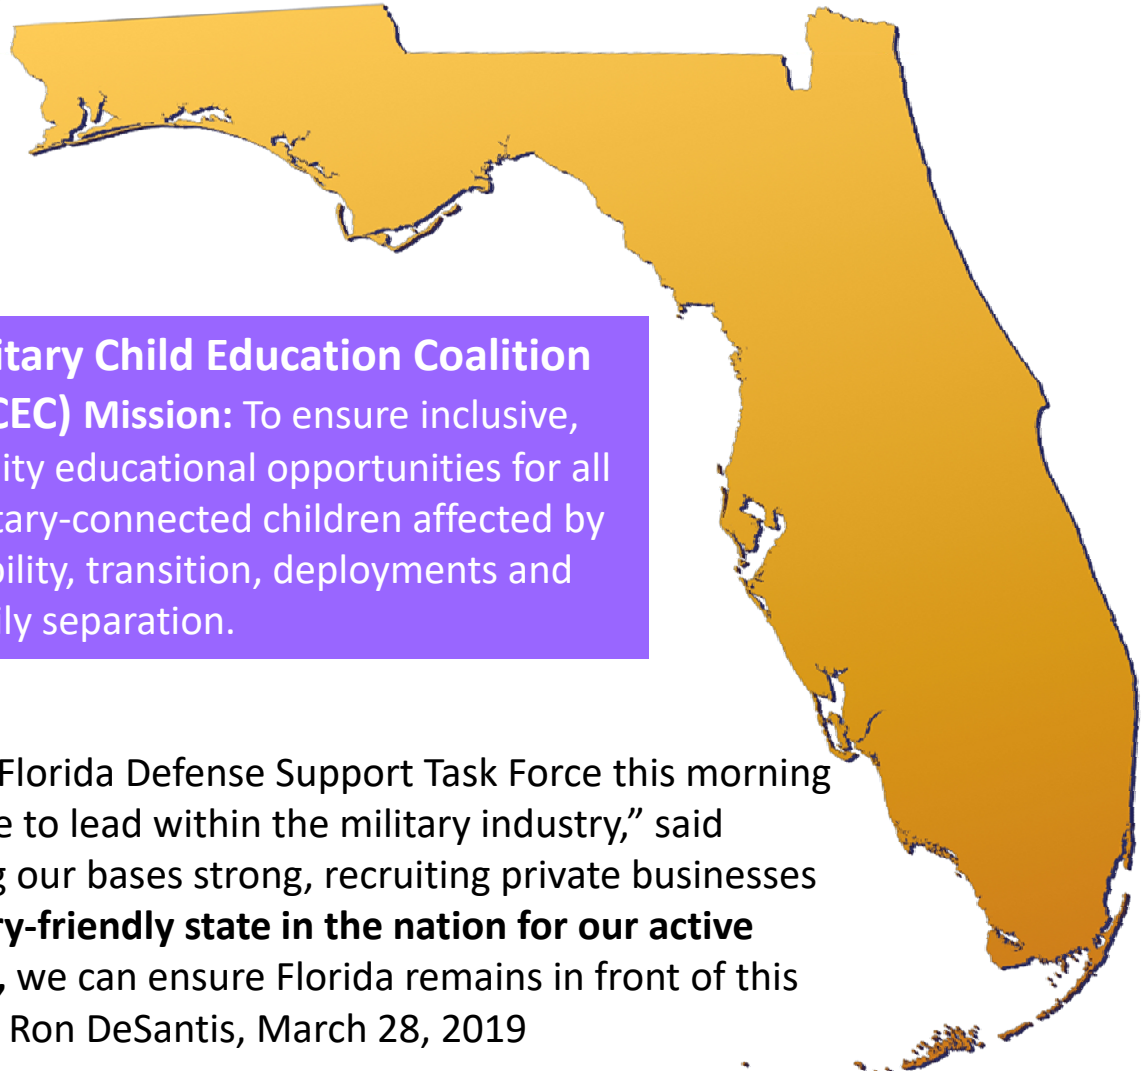 itary Child Education Coalition
CEC) Mission: To ensure inclusive,
ity educational opportunities for all
tary-connected children affected by
bility, transition, deployments and
ily separation.
Florida Defense Support Task Force this morning
e to lead within the military industry,” said
g our bases strong, recruiting private businesses
ry-friendly state in the nation for our active
, we can ensure Florida remains in front of this
Ron DeSantis, March 28, 2019